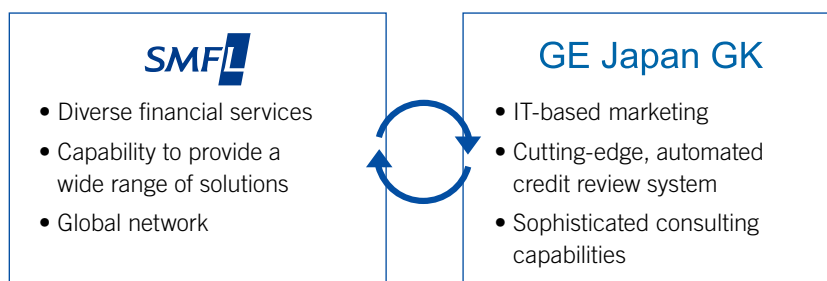 SMFL
• Diverse financial services
• Capability to provide a
wide range of solutions
• Global network
GE Japan GK
• IT-based marketing
• Cutting-edge, automated
credit review system
• Sophisticated consulting
capabilities